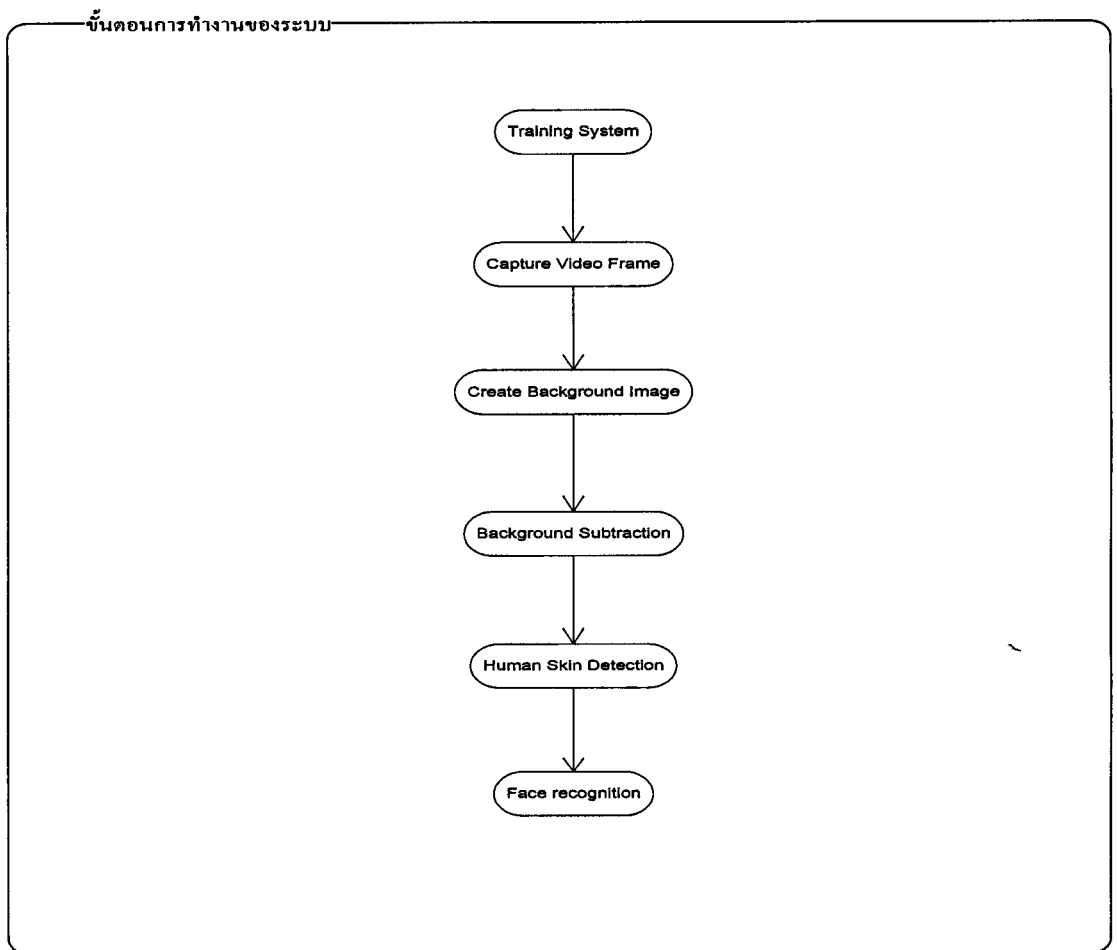 ขั้นตอนการทำงานของระบบ
Training System
Capture Video Frame
Create Background Image
Background Subtraction
Human Skin Detection
Face recognition